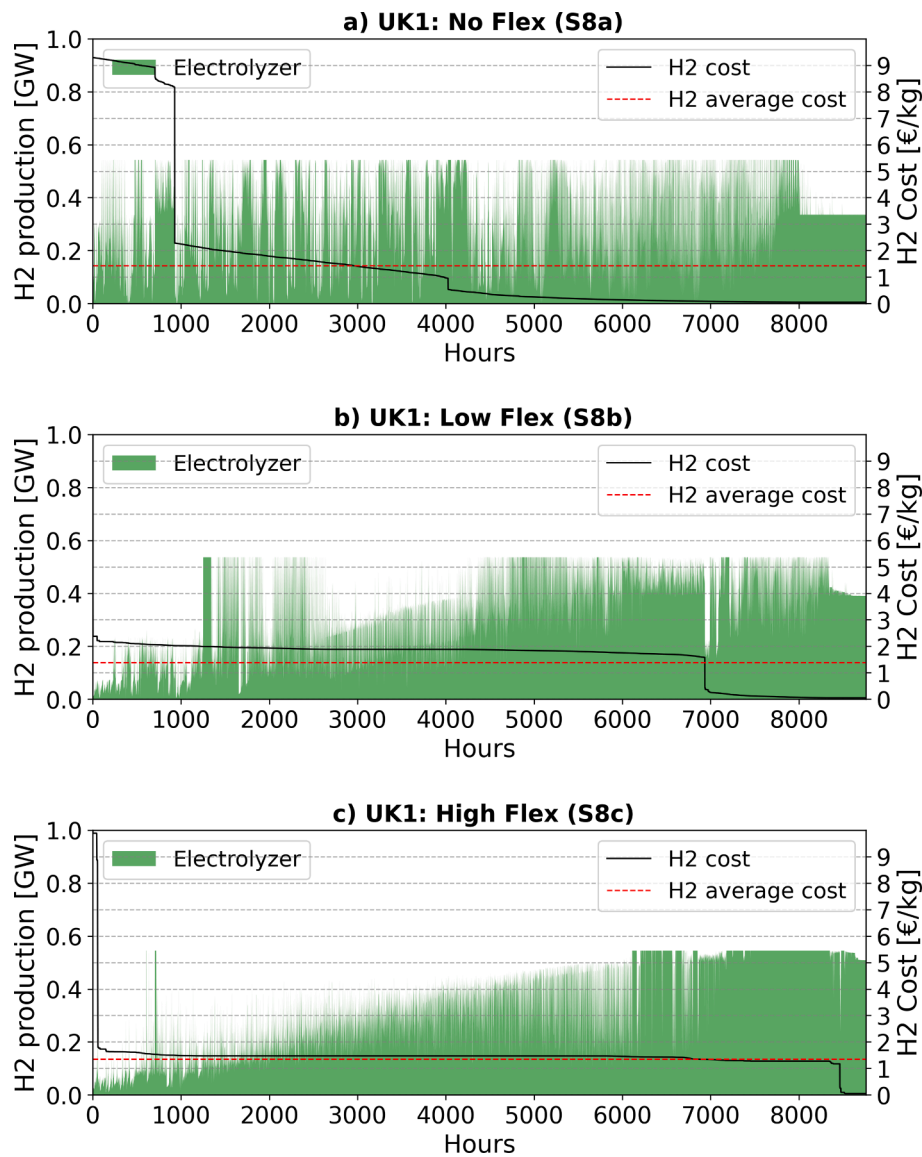 a) UK1: No Flex (S8a)
H2 production [GW]
1.0
0.8
0.6
0.4
0.2
0.0
Electrolyzer
H2 cost
H2 average cost
9
8
7
6
5
4
3
2
1
0
H2 Cost [€/kg]
0 1000 2000 3000 4000 5000 6000 7000 8000
Hours
b) UK1: Low Flex (S8b)
H2 production [GW]
1.0
0.8
0.6
0.4
0.2
0.0
Electrolyzer
H2 cost
H2 average cost
9
8
7
6
5
4
3
2
1
0
H2 Cost [€/kg]
0 1000 2000 3000 4000 5000 6000 7000 8000
Hours
c) UK1: High Flex (S8c)
H2 production [GW]
1.0
0.8
0.6
0.4
0.2
0.0
Electrolyzer
H2 cost
H2 average cost
9
8
7
6
5
4
3
2
1
0
H2 Cost [€/kg]
0 1000 2000 3000 4000 5000 6000 7000 8000
Hours